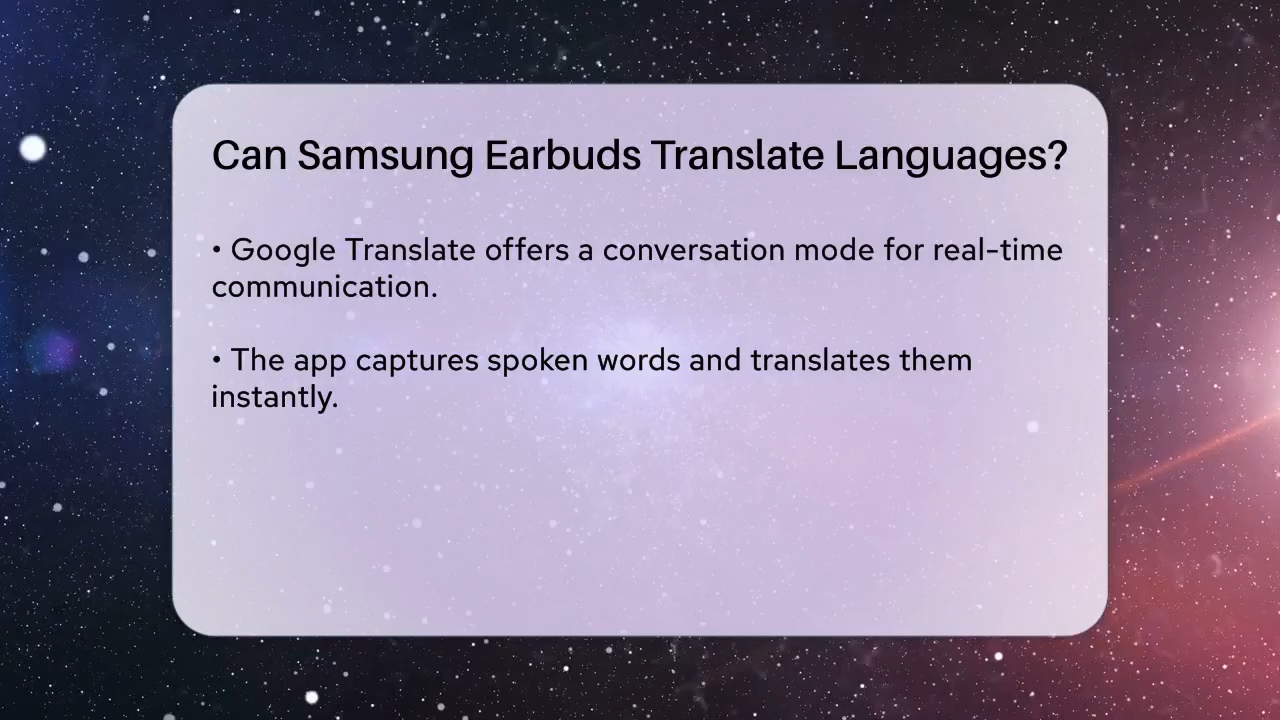 Can Samsung Earbuds Translate Languages?
• Google Translate offers a conversation mode for real-time
communication.
• The app captures spoken words and translates them
instantly.